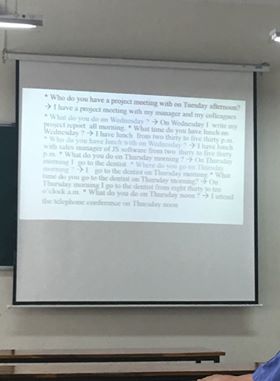 * Who do you have a project meeting with on Tuesday afternoon?
→ I have a project meeting with my manager and my colleagues
* What do you do on Wednesday ? → On Wednesday I write my
project report all morning. * What time do you have lunch on
Wednesday ? → I have lunch from two thirty to five thirty p.m.
* Who do you have lunch with on Wednesday ? → I have lunch
with sales manager of JS software from two thirty to five thirty
p.m. * What do you do on Thursday morning ? → On Thursday
morning I go to the dentist * Where do you go on Thursday
morning ? → I go to the dentist on Thursday morning. * What
time do you go to the dentist on Thursday morning? → On
Thursday morning I go to the dentist from eight thirty to ten
o'clock a.m. * What do you do on Thursday noon ? → I attend
the telephone conference on Thursday noon